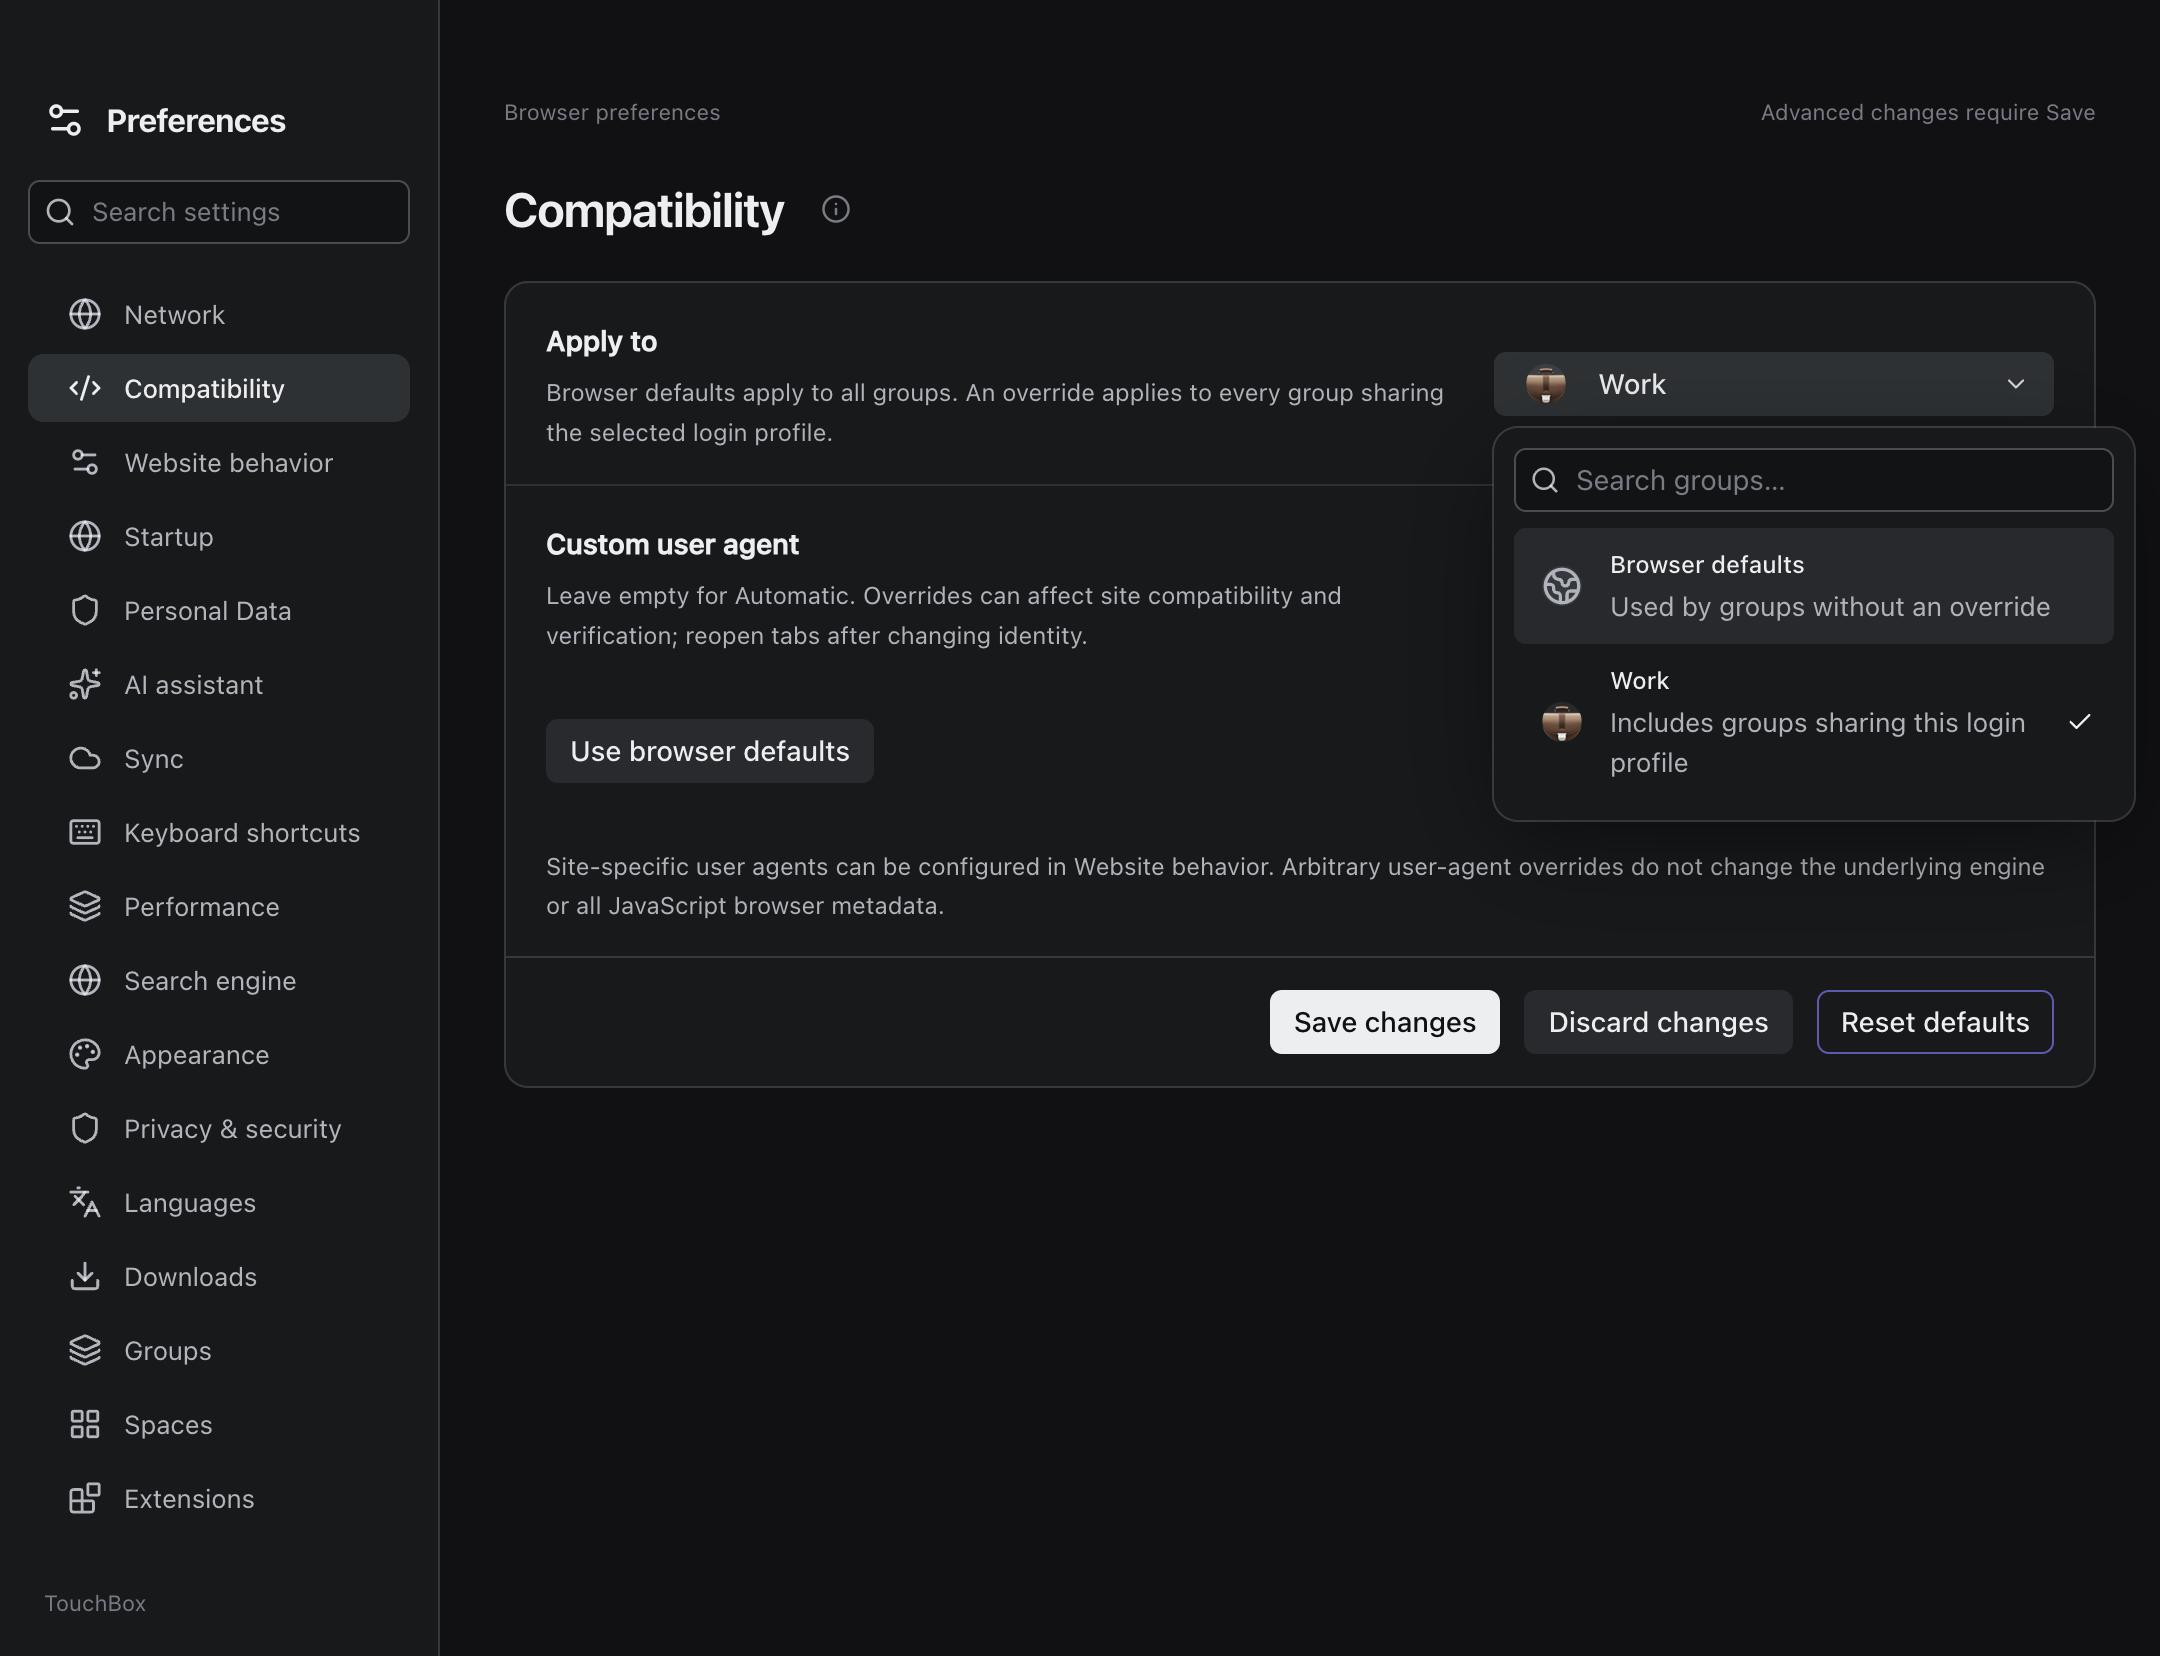 Preferences
Search settings
Network
Compatibility
Website behavior
Startup
Personal Data
AI assistant
Sync
Keyboard shortcuts
Performance
Search engine
Appearance
Privacy & security
Languages
Downloads
Groups
Spaces
Extensions
TouchBox
Browser preferences
Advanced changes require Save
Compatibility
Apply to
Browser defaults apply to all groups. An override applies to every group sharing
the selected login profile.
Work
Search groups...
Browser defaults
Used by groups without an override
Work
Includes groups sharing this login
profile
Custom user agent
Leave empty for Automatic. Overrides can affect site compatibility and
verification; reopen tabs after changing identity.
Use browser defaults
Site-specific user agents can be configured in Website behavior. Arbitrary user-agent overrides do not change the underlying engine
or all JavaScript browser metadata.
Save changes
Discard changes
Reset defaults